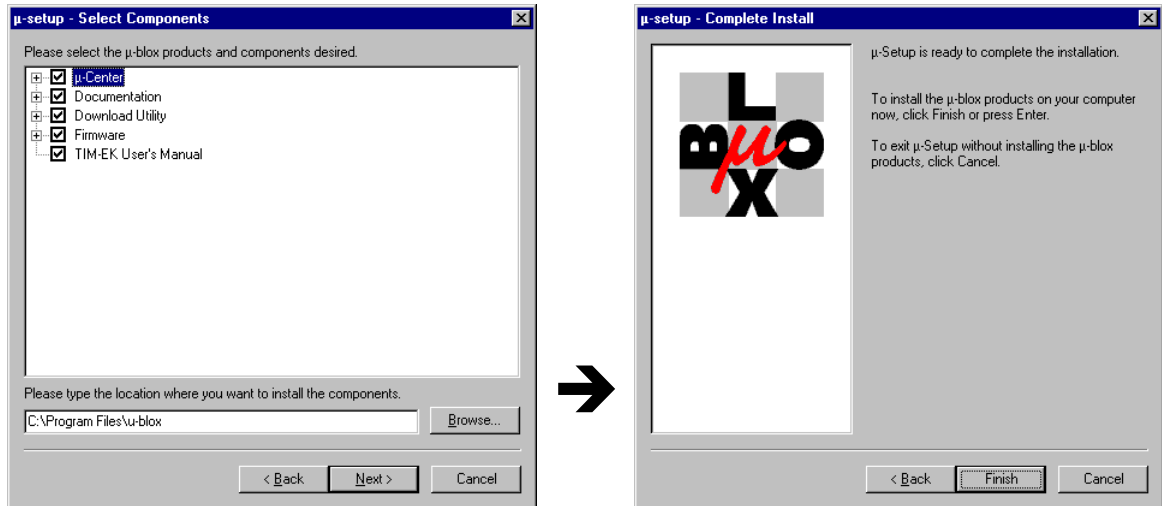 µ-setup - Select Components
Please select the µ-blox products and components desired.
µ-Center
Documentation
Download Utility
Firmware
TIM-EK User's Manual
Please type the location where you want to install the components.
C:\Program Files\u-blox
Browse...
< Back
Next >
Cancel
µ-setup - Complete Install
BLOX
µ
µ-Setup is ready to complete the installation.
To install the µ-blox products on your computer
now, click Finish or press Enter.
To exit µ-Setup without installing the µ-blox
products, click Cancel.
< Back
Finish
Cancel